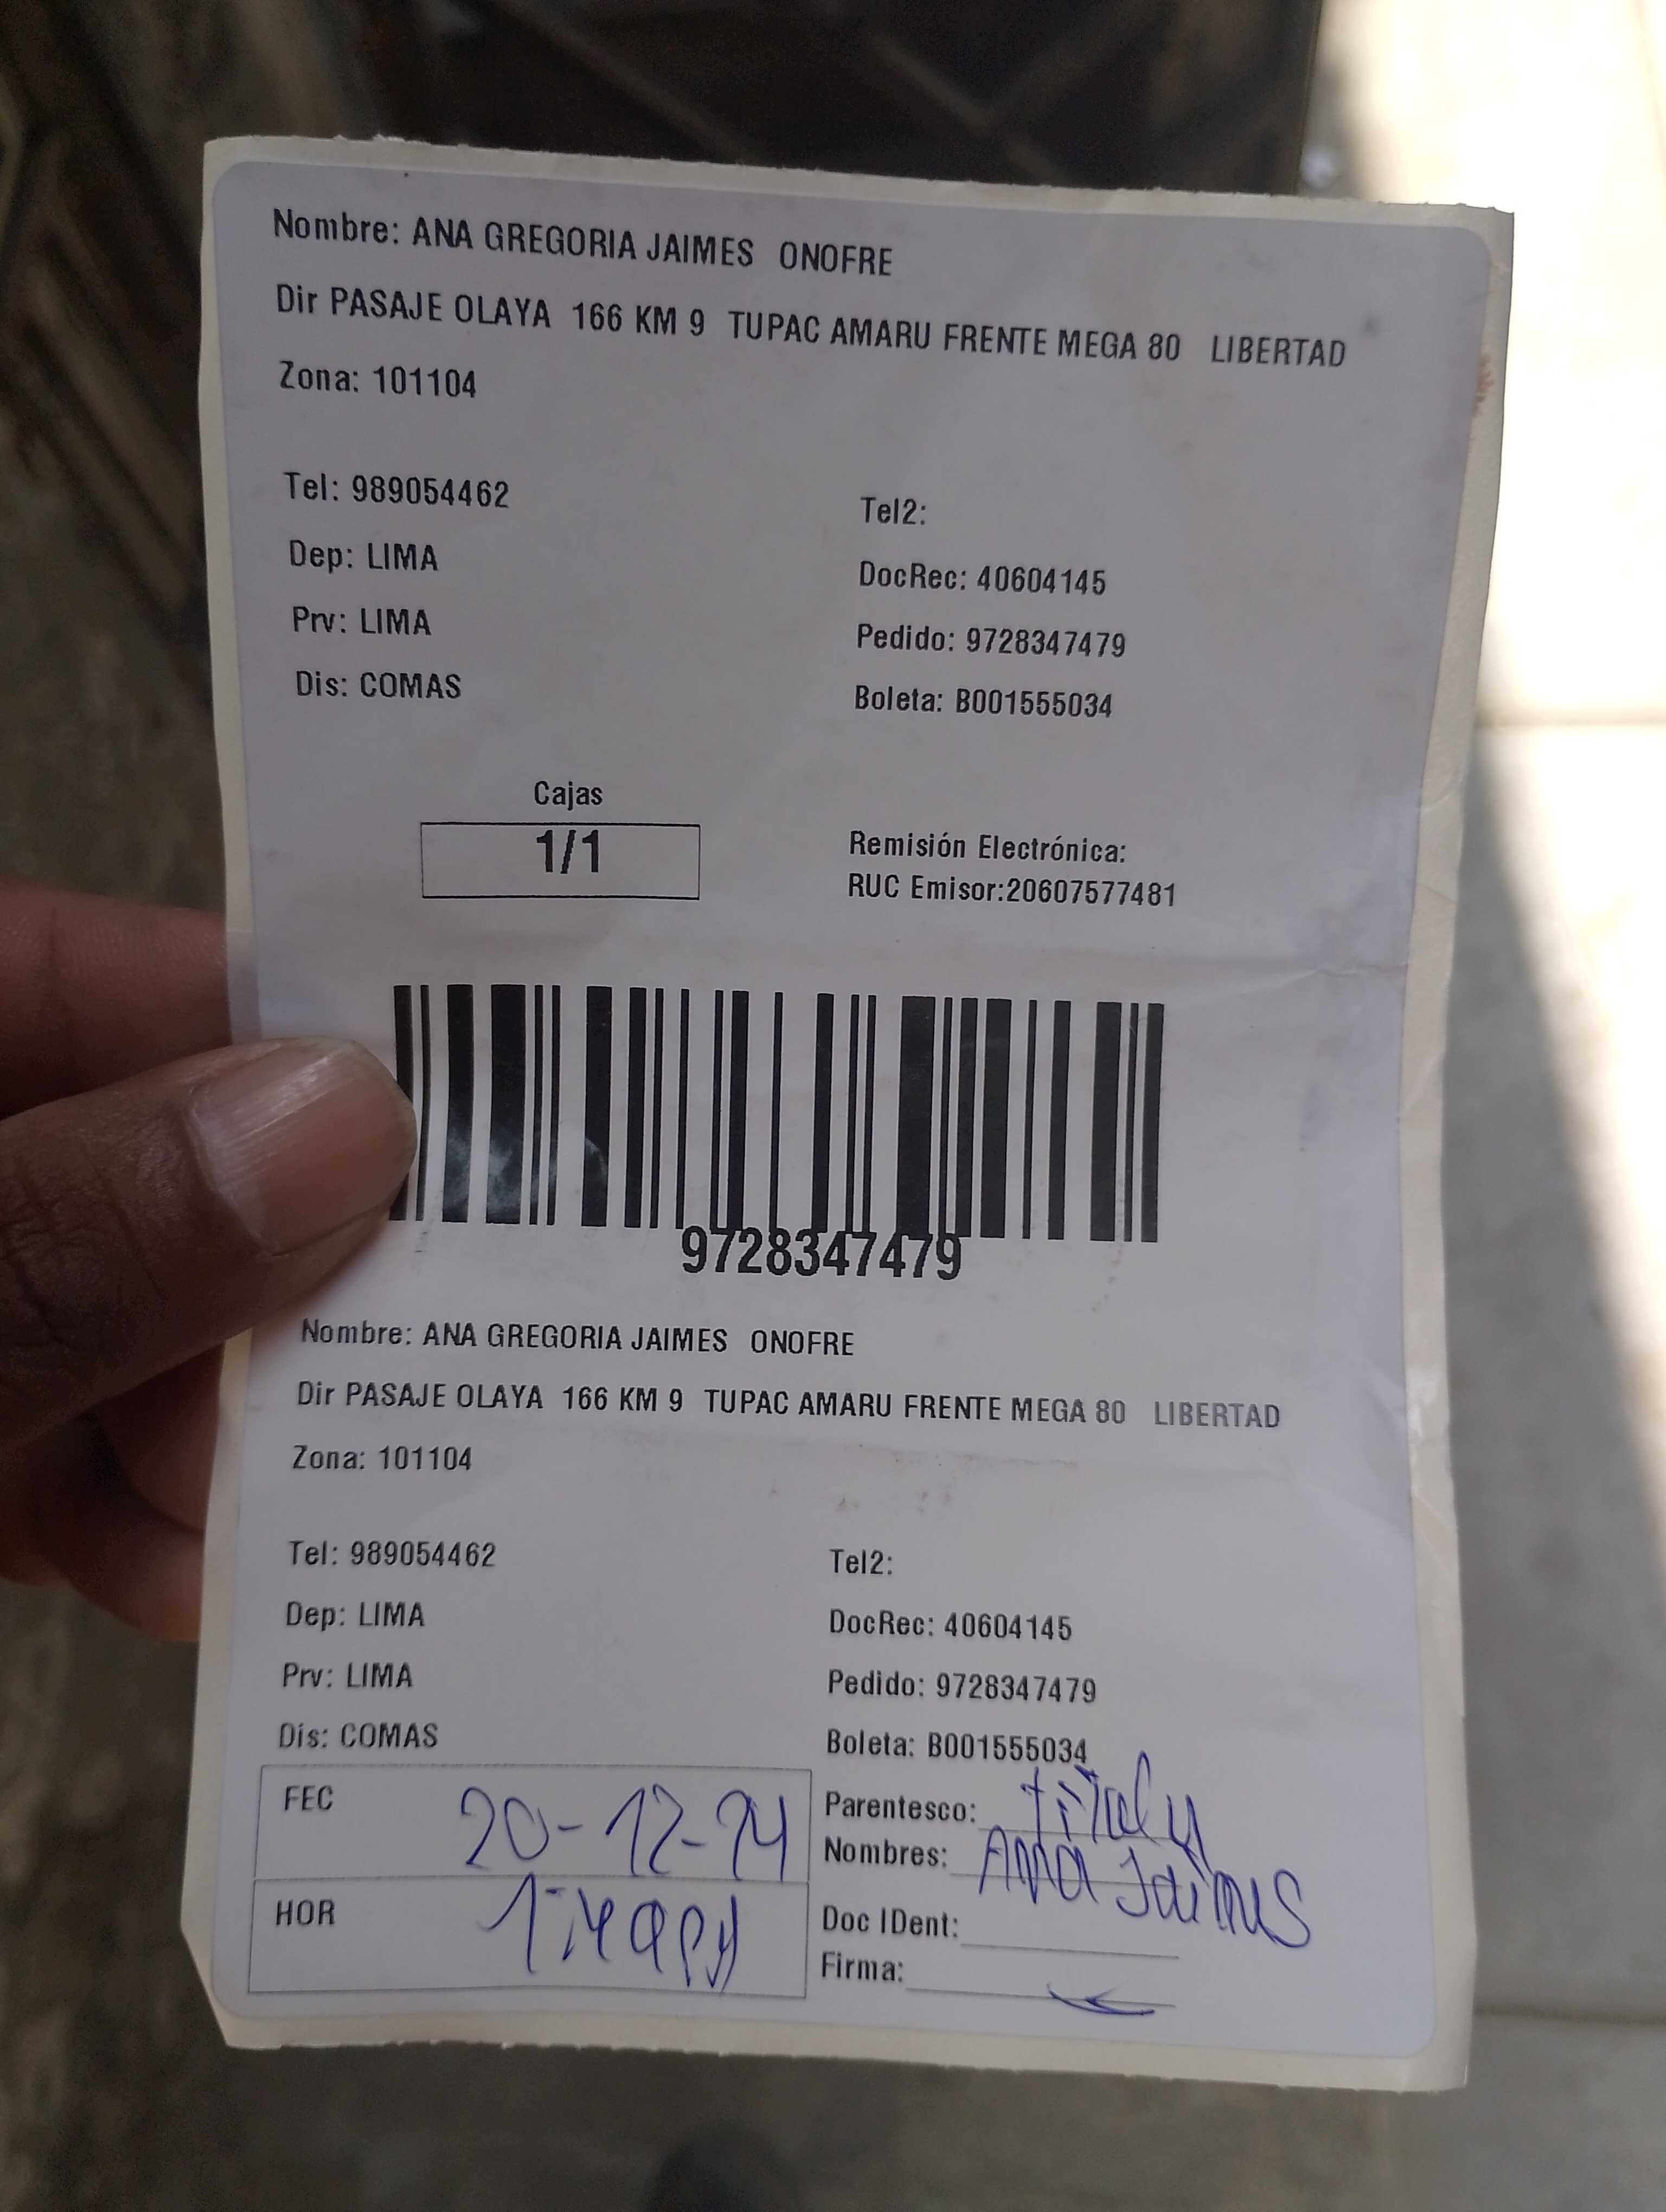 Nombre: ANA GREGORIA JAIMES ONOFRE
Dir PASAJE OLAYA 166 KM 9 TUPAC AMARU FRENTE MEGA 80 LIBERTAD
Zona: 101104
Tel: 989054462
Tel2:
Dep: LIMA
DocRec: 40604145
Prv: LIMA
Pedido: 9728347479
Dis: COMAS
Boleta: B001555034
Cajas
1/1
Remisión Electrónica:
RUC Emisor:20607577481
9728347479
Nombre: ANA GREGORIA JAIMES ONOFRE
Dir PASAJE OLAYA 166 KM 9 TUPAC AMARU FRENTE MEGA 80 LIBERTAD
Zona: 101104
Tel: 989054462
Tel2:
Dep: LIMA
DocRec: 40604145
Prv: LIMA
Pedido: 9728347479
Dis: COMAS
Boleta: B001555034
FEC 20-12-24
Parentesco:
Nombres: Ana Jaimes
HOR
Doc IDent:
Firma: